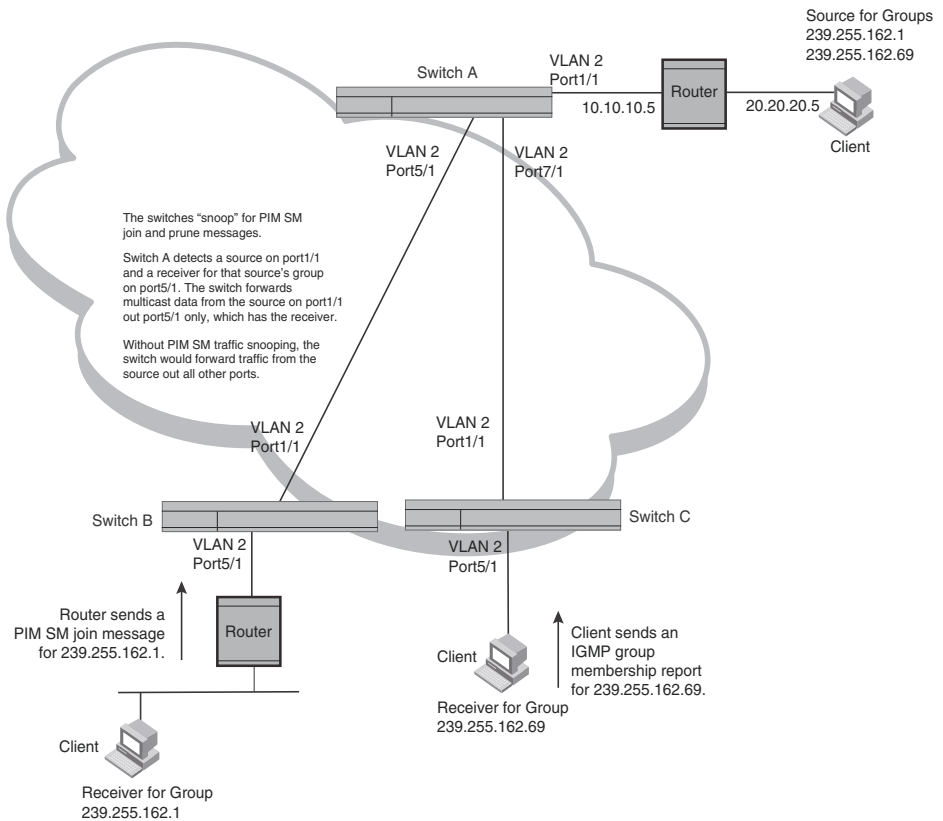 Source for Groups
239.255.162.1
239.255.162.69
VLAN 2
Port1/1
Switch A
Router
10.10.10.5
20.20.20.5
Client
VLAN 2
Port5/1
VLAN 2
Port7/1
The switches “snoop” for PIM SM
join and prune messages.
Switch A detects a source on port1/1
and a receiver for that source's group
on port5/1. The switch forwards
multicast data from the source on port1/1
out port5/1 only, which has the receiver.
Without PIM SM traffic snooping, the
switch would forward traffic from the
source out all other ports.
VLAN 2
Port1/1
VLAN 2
Port1/1
Switch B
Switch C
VLAN 2
Port5/1
VLAN 2
Port5/1
Router sends a
PIM SM join message
for 239.255.162.1.
Router
Client
Client sends an
IGMP group
membership report
for 239.255.162.69.
Receiver for Group
239.255.162.69
Client
Receiver for Group
239.255.162.1